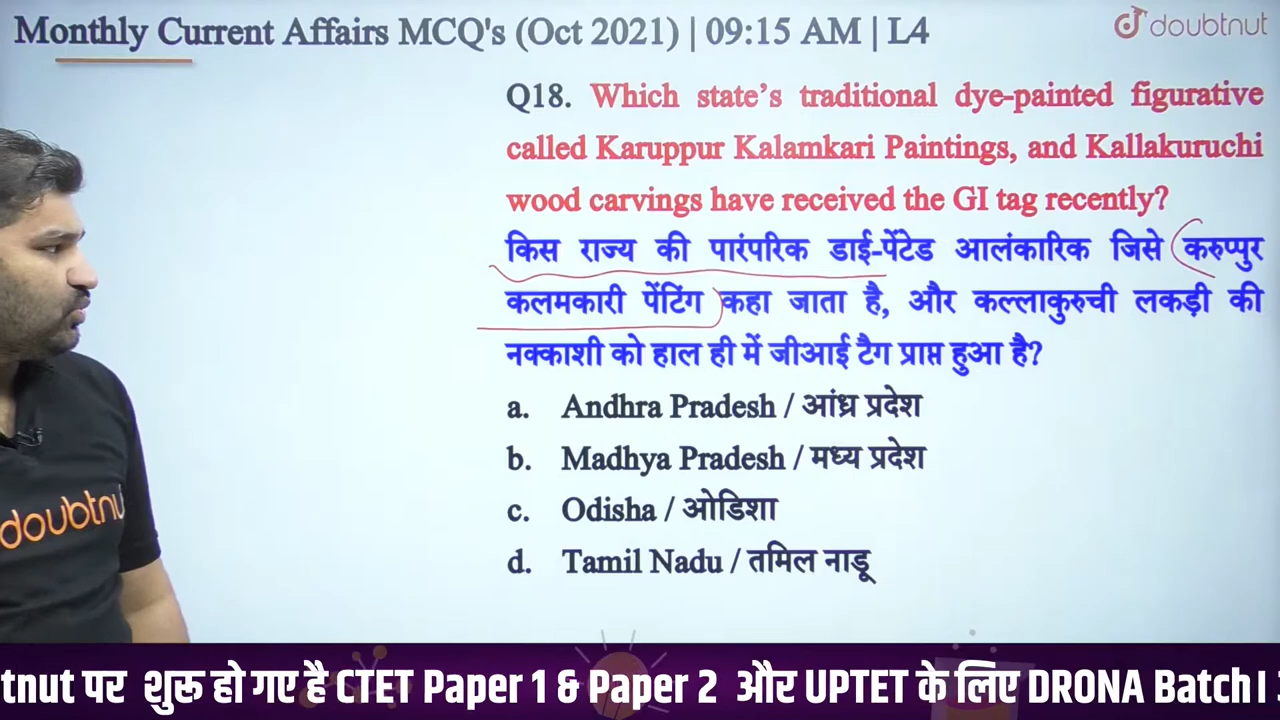 Monthly Current Affairs MCQ's (Oct 2021) | 09:15 AM | L4
doubtnut
Q18. Which state’s traditional dye-painted figurative
called Karuppur Kalamkari Paintings, and Kallakuruchi
wood carvings have received the GI tag recently?
किस राज्य की पारंपरिक डाई-पेंटेड आलंकारिक जिसे करुप्पुर
कलमकारी पेंटिंग कहा जाता है, और कल्लाकुरुची लकड़ी की
नक्काशी को हाल ही में जीआई टैग प्राप्त हुआ है?
a. Andhra Pradesh / आंध्र प्रदेश
b. Madhya Pradesh / मध्य प्रदेश
c. Odisha / ओडिशा
d. Tamil Nadu / तमिल नाडू
doubtnut
tnut पर शुरू हो गए है CTET Paper 1 & Paper 2 और UPTET के लिए DRONA Batch।